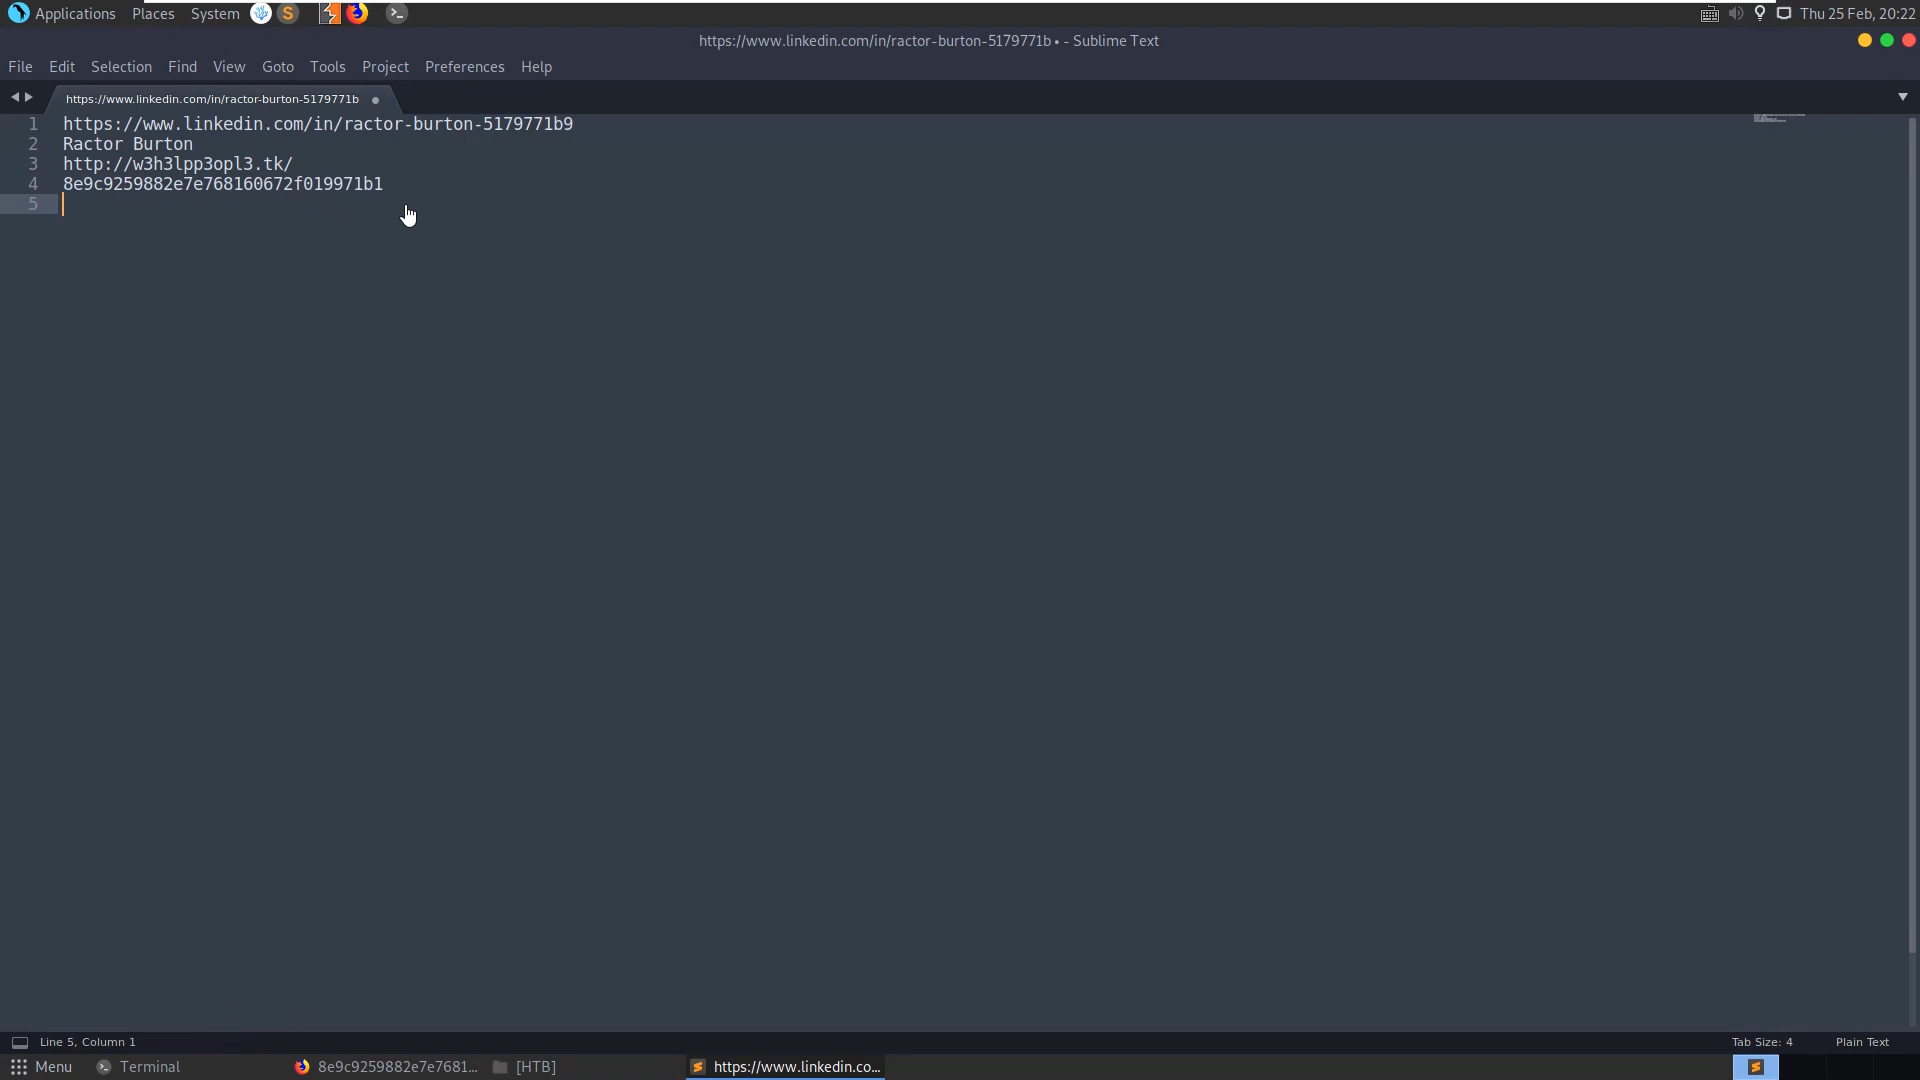 Applications Places System
Thu 25 Feb, 20:22
https://www.linkedin.com/in/ractor-burton-5179771b • - Sublime Text
File Edit Selection Find View Goto Tools Project Preferences Help
https://www.linkedin.com/in/ractor-burton-5179771b
1 https://www.linkedin.com/in/ractor-burton-5179771b9
2 Ractor Burton
3 http://w3h3lpp3opl3.tk/
4 8e9c9259882e7e768160672f019971b1
5
Line 5, Column 1
Tab Size: 4 Plain Text
Menu Terminal 8e9c9259882e7e7681... [HTB] https://www.linkedin.co...